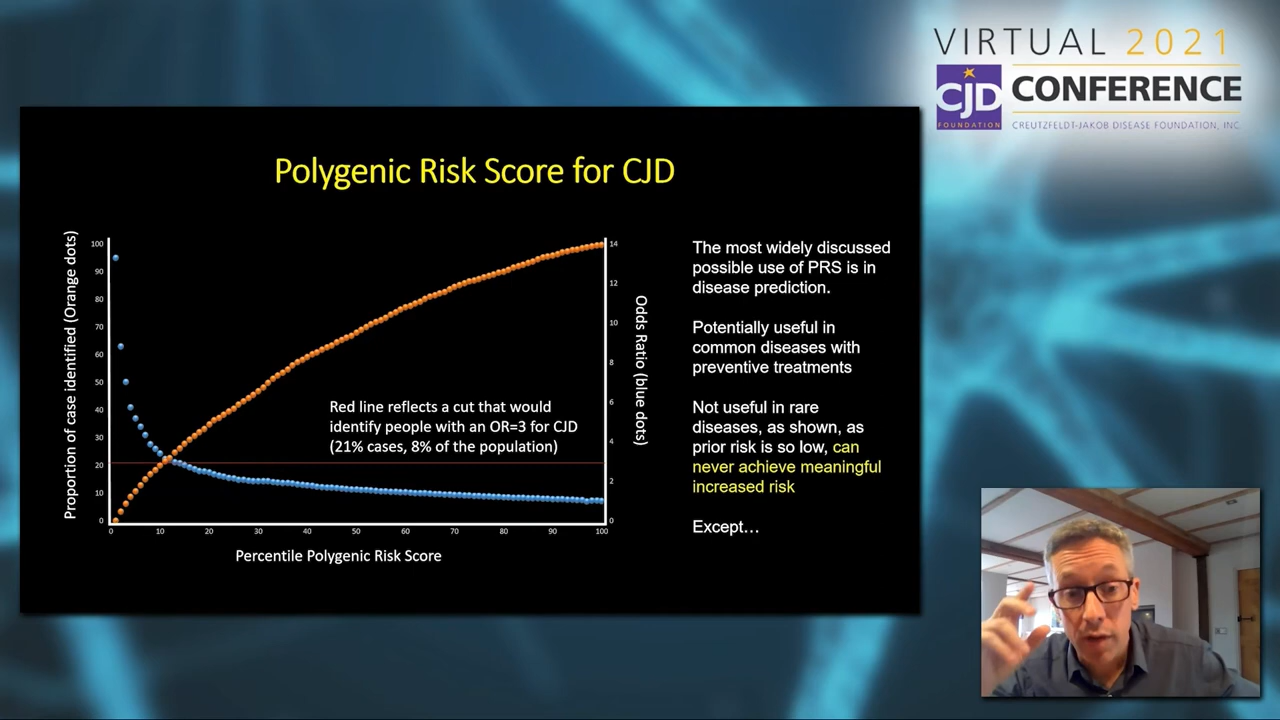 VIRTUAL 2021
CJD
FOUNDATION
CONFERENCE
CREUTZFELDT-JAKOB DISEASE FOUNDATION, INC.
Polygenic Risk Score for CJD
Proportion of case identified (Orange dots)
100
90
80
70
60
50
40
30
20
10
0
0 10 20 30 40 50 60 70 80 90 100
Percentile Polygenic Risk Score
14
12
10
8
6
4
2
0
Odds Ratio (blue dots)
Red line reflects a cut that would
identify people with an OR=3 for CJD
(21% cases, 8% of the population)
The most widely discussed
possible use of PRS is in
disease prediction.
Potentially useful in
common diseases with
preventive treatments
Not useful in rare
diseases, as shown, as
prior risk is so low, can
never achieve meaningful
increased risk
Except…